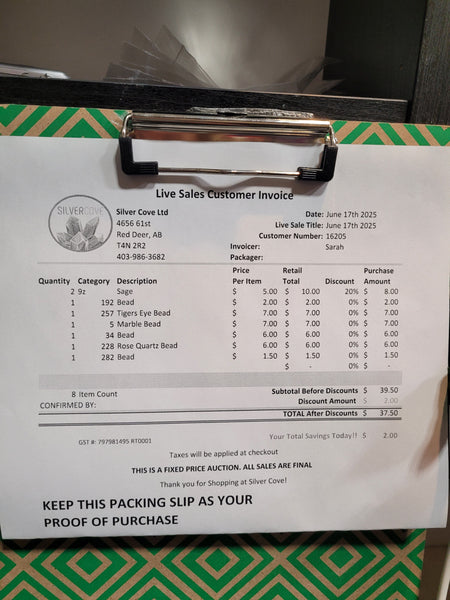 Live Sales Customer Invoice
SILVERCOVE
Silver Cove Ltd
4656 61st
Red Deer, AB
T4N 2R2
403-986-3682
Date: June 17th 2025
Live Sale Title: June 17th 2025
Customer Number: 16205
Invoicer: Sarah
Packager:
Quantity Category Description Price Per Item Retail Total Discount Purchase Amount
2 9z Sage $ 5.00 $ 10.00 20% $ 8.00
1 192 Bead $ 2.00 $ 2.00 0% $ 2.00
1 257 Tigers Eye Bead $ 7.00 $ 7.00 0% $ 7.00
1 5 Marble Bead $ 7.00 $ 7.00 0% $ 7.00
1 34 Bead $ 6.00 $ 6.00 0% $ 6.00
1 228 Rose Quartz Bead $ 6.00 $ 6.00 0% $ 6.00
1 282 Bead $ 1.50 $ 1.50 0% $ 1.50
$ - 0% $ -
8 Item Count Subtotal Before Discounts $ 39.50
CONFIRMED BY: Discount Amount $ 2.00
TOTAL After Discounts $ 37.50
GST #: 797981495 RT0001 Your Total Savings Today!! $ 2.00
Taxes will be applied at checkout
THIS IS A FIXED PRICE AUCTION. ALL SALES ARE FINAL
Thank you for Shopping at Silver Cove!
KEEP THIS PACKING SLIP AS YOUR
PROOF OF PURCHASE